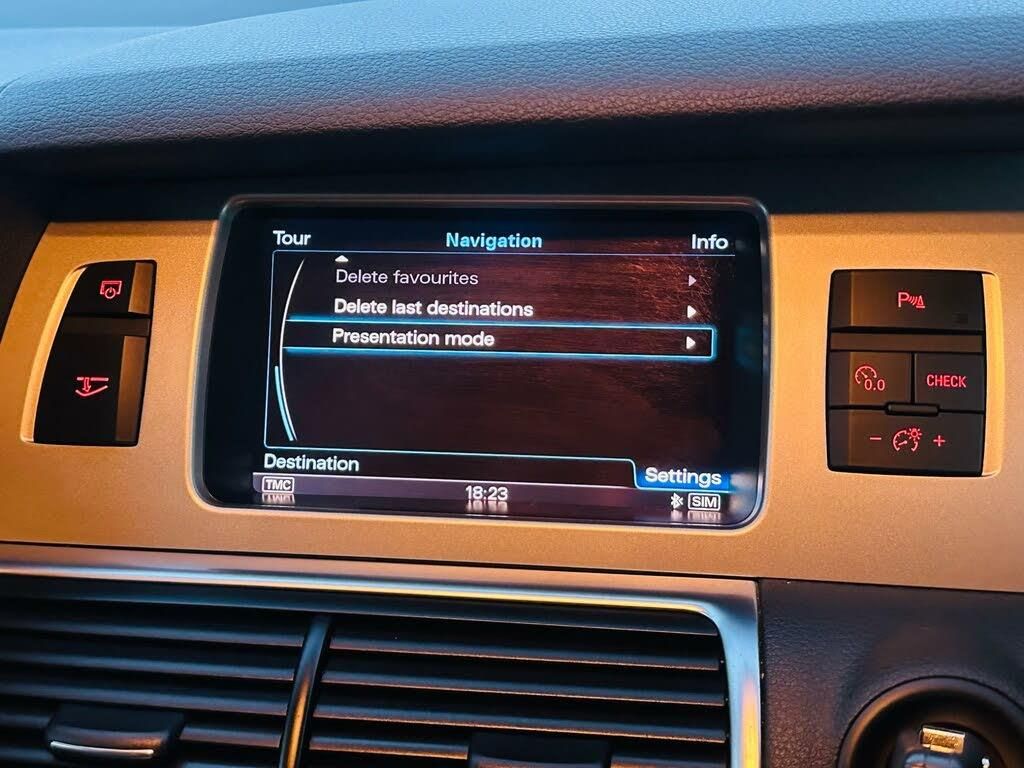 Tour Navigation Info
Delete favourites
Delete last destinations
Presentation mode
Destination
Settings
TMC 18:23 SIM
P
0.0 CHECK
- +